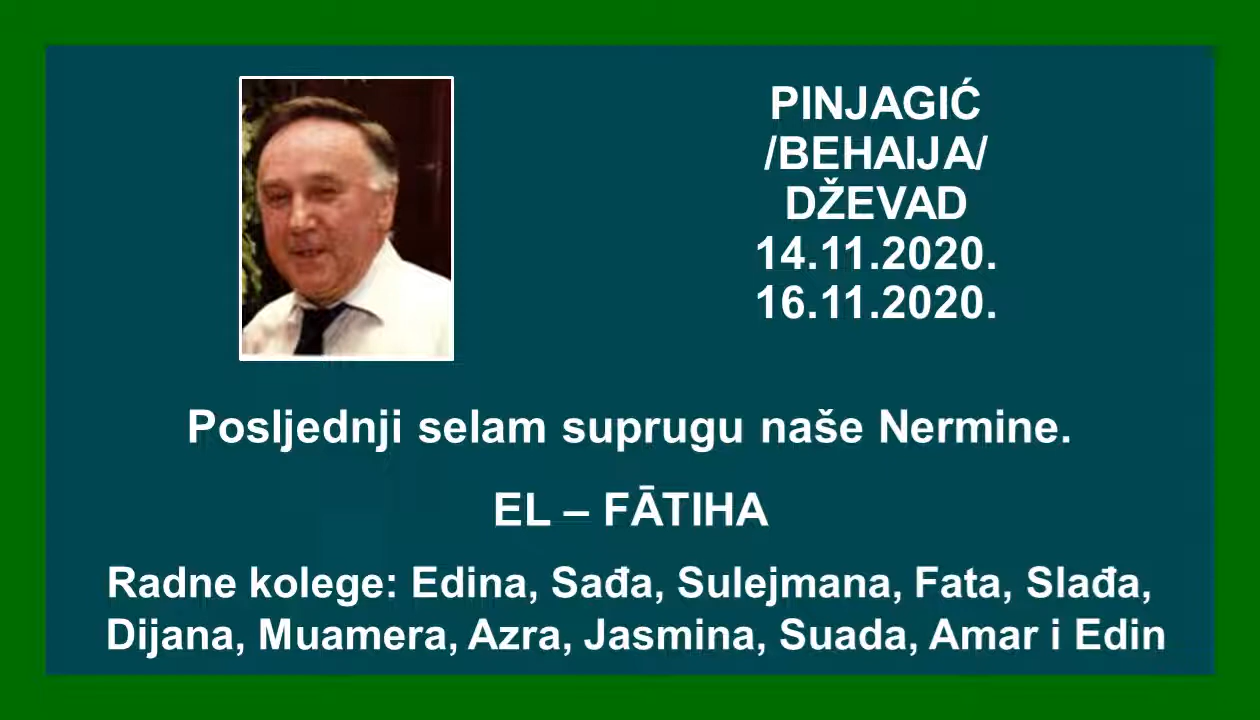 PINJAGIĆ
/BEHAIJA/
DŽEVAD
14.11.2020.
16.11.2020.
Posljednji selam suprugu naše Nermine.
EL – FĀTIHA
Radne kolege: Edina, Sađa, Sulejmana, Fata, Slađa,
Dijana, Muamera, Azra, Jasmina, Suada, Amar i Edin